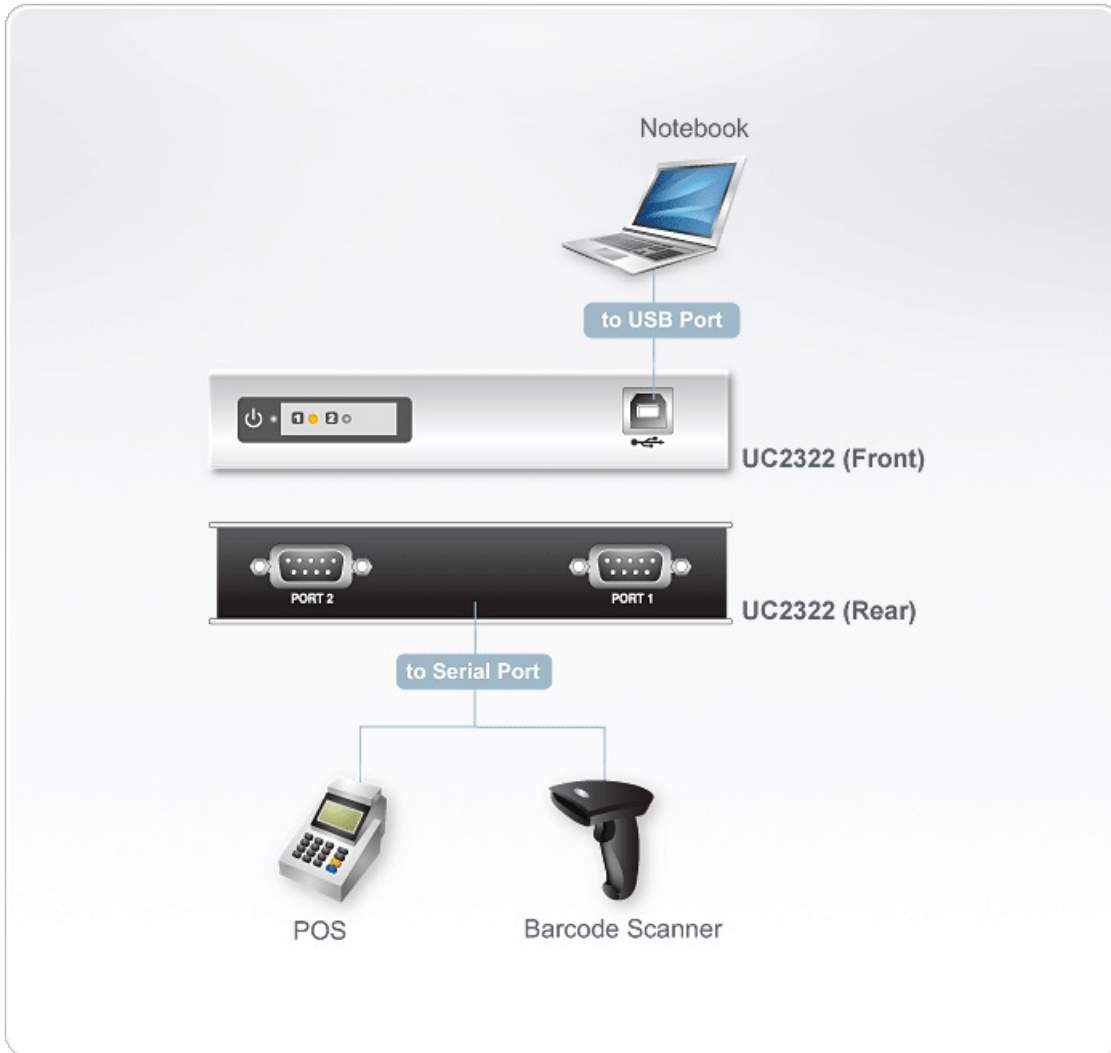 Notebook
to USB Port
1 2
UC2322 (Front)
PORT 2
PORT 1
UC2322 (Rear)
to Serial Port
POS
Barcode Scanner